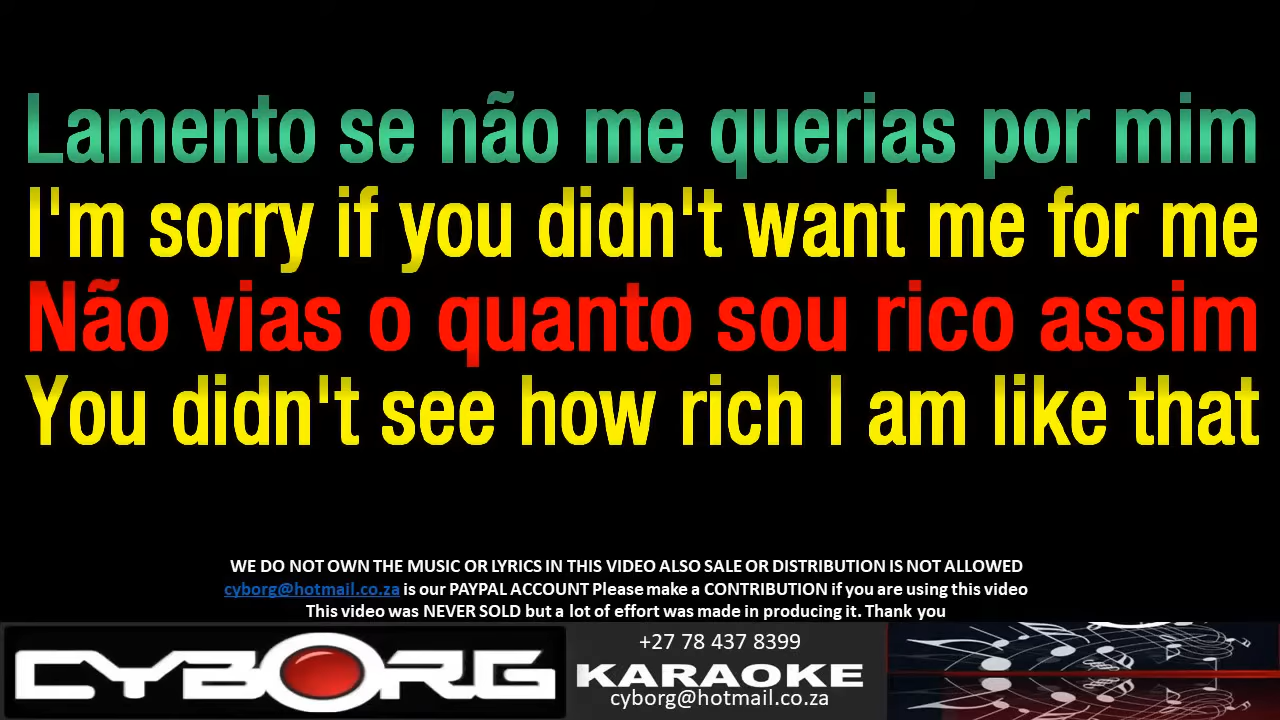 Lamento se não me querias por mim
I'm sorry if you didn't want me for me
Não vias o quanto sou rico assim
You didn't see how rich I am like that
WE DO NOT OWN THE MUSIC OR LYRICS IN THIS VIDEO ALSO SALE OR DISTRIBUTION IS NOT ALLOWED
cyborg@hotmail.co.za is our PAYPAL ACCOUNT Please make a CONTRIBUTION if you are using this video
This video was NEVER SOLD but a lot of effort was made in producing it. Thank you
CYBORG
+27 78 437 8399
KARAOKE
cyborg@hotmail.co.za